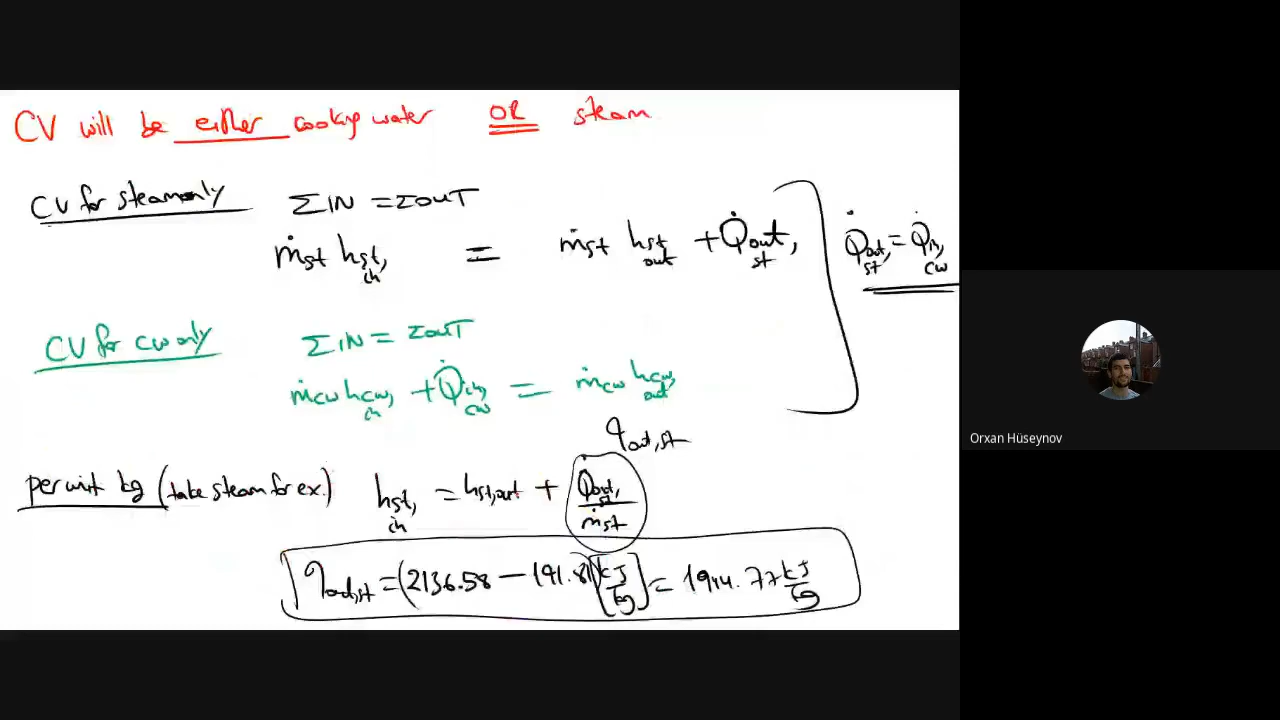 CV will be either cooling water OR steam
CV for steam only ΣIN = ΣOUT
ṁst hst,in = ṁst hst,out + Q̇out,st
Q̇out,st = Q̇in,cw
CV for cw only ΣIN = ΣOUT
ṁcw hcw,in + Q̇in,cw = ṁcw hcw,out
qout,st
per unit kg (take steam for ex.) hst,in = hst,out + Q̇out,st / ṁst
qout,st = (2136.58 – 191.81) [kJ/kg] = 1944.77 kJ/kg
Orxan Hüseynov